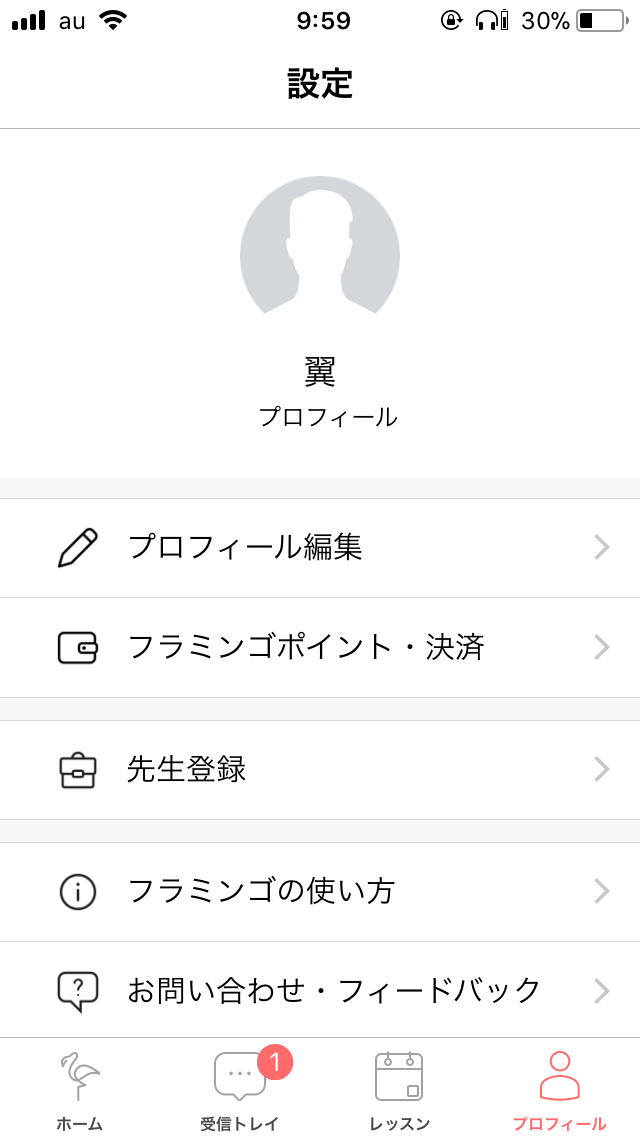 au 9:59 30%
設定
翼
プロフィール
プロフィール編集
フラミンゴポイント・決済
先生登録
フラミンゴの使い方
お問い合わせ・フィードバック
1
ホーム 受信トレイ レッスン プロフィール